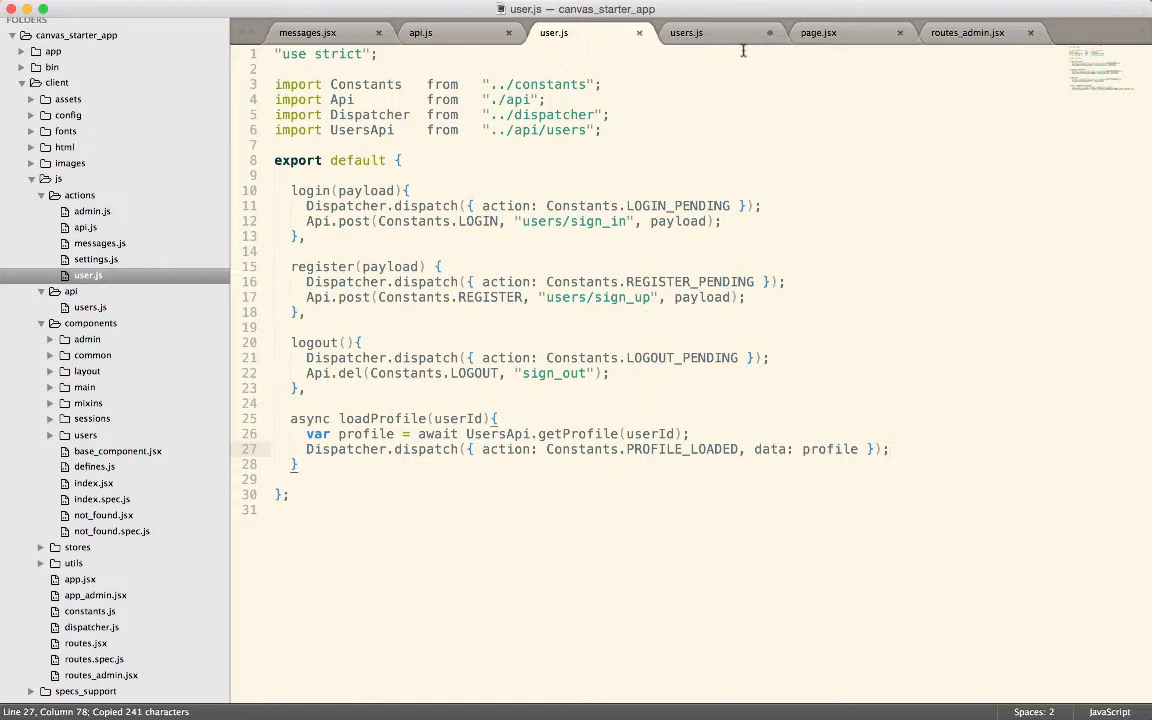 user.js — canvas_starter_app
FOLDERS
canvas_starter_app
app
bin
client
assets
config
fonts
html
images
js
actions
admin.js
api.js
messages.js
settings.js
user.js
api
users.js
components
admin
common
layout
main
mixins
sessions
users
base_component.jsx
defines.js
index.jsx
index.spec.js
not_found.jsx
not_found.spec.js
stores
utils
app.jsx
app_admin.jsx
constants.js
dispatcher.js
routes.jsx
routes.spec.js
routes_admin.jsx
specs_support
messages.jsx
api.js
user.js
users.js
page.jsx
routes_admin.jsx
1 "use strict";
2
3 import Constants from "../constants";
4 import Api from "./api";
5 import Dispatcher from "../dispatcher";
6 import UsersApi from "../api/users";
7
8 export default {
9
10 login(payload){
11 Dispatcher.dispatch({ action: Constants.LOGIN_PENDING });
12 Api.post(Constants.LOGIN, "users/sign_in", payload);
13 },
14
15 register(payload) {
16 Dispatcher.dispatch({ action: Constants.REGISTER_PENDING });
17 Api.post(Constants.REGISTER, "users/sign_up", payload);
18 },
19
20 logout(){
21 Dispatcher.dispatch({ action: Constants.LOGOUT_PENDING });
22 Api.del(Constants.LOGOUT, "sign_out");
23 },
24
25 async loadProfile(userId){
26 var profile = await UsersApi.getProfile(userId);
27 Dispatcher.dispatch({ action: Constants.PROFILE_LOADED, data: profile });
28 }
29
30 };
31
Line 27, Column 78; Copied 241 characters
Spaces: 2
JavaScript